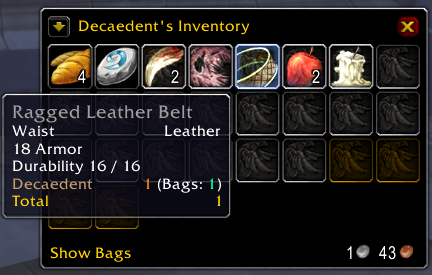 Decaedent's Inventory
4
2
2
Ragged Leather Belt
Waist Leather
18 Armor
Durability 16 / 16
Decaedent 1 (Bags: 1)
Total 1
Show Bags 1 43